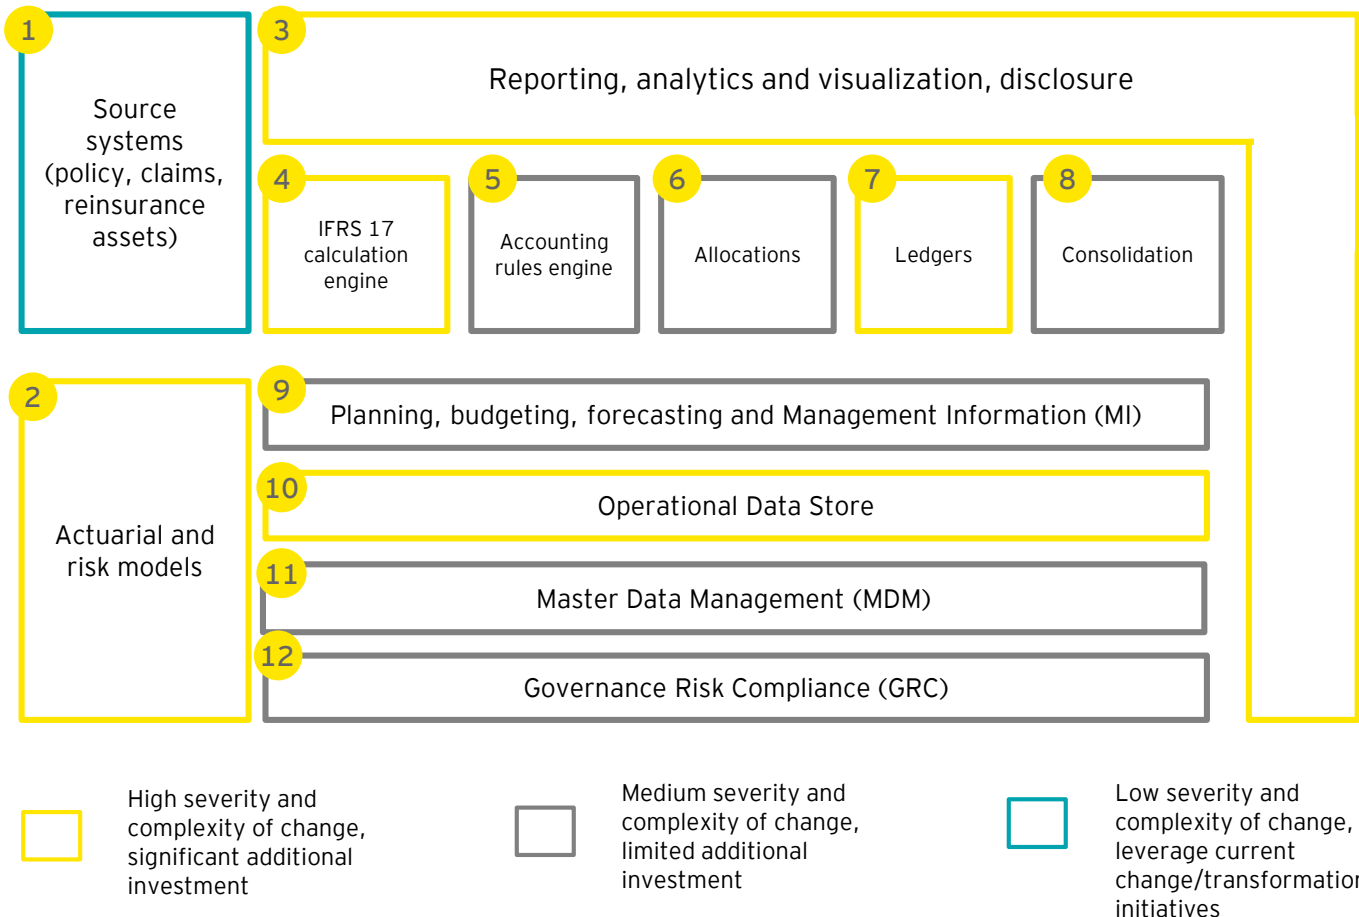 1
Source
systems
(policy, claims,
reinsurance
assets)
3
Reporting, analytics and visualization, disclosure
4
IFRS 17
calculation
engine
5
Accounting
rules engine
6
Allocations
7
Ledgers
8
Consolidation
2
Actuarial and
risk models
9
Planning, budgeting, forecasting and Management Information (MI)
10
Operational Data Store
11
Master Data Management (MDM)
12
Governance Risk Compliance (GRC)
High severity and
complexity of change,
significant additional
investment
Medium severity and
complexity of change,
limited additional
investment
Low severity and
complexity of change,
leverage current
change/transformation
initiatives